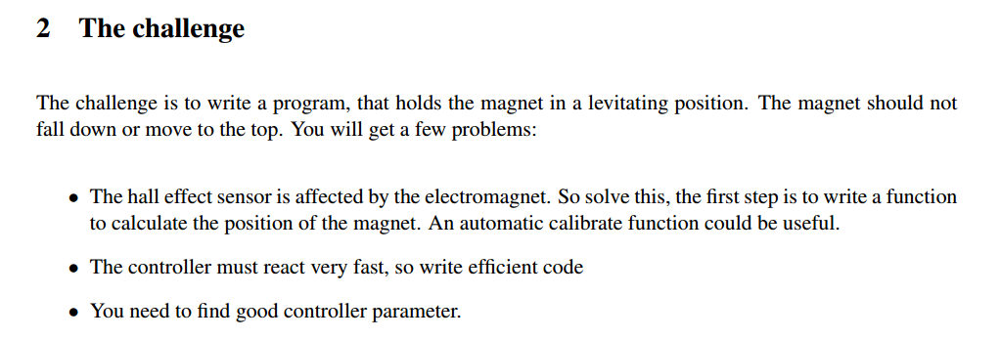 2 The challenge
The challenge is to write a program, that holds the magnet in a levitating position. The magnet should not
fall down or move to the top. You will get a few problems:
• The hall effect sensor is affected by the electromagnet. So solve this, the first step is to write a function
to calculate the position of the magnet. An automatic calibrate function could be useful.
• The controller must react very fast, so write efficient code
• You need to find good controller parameter.